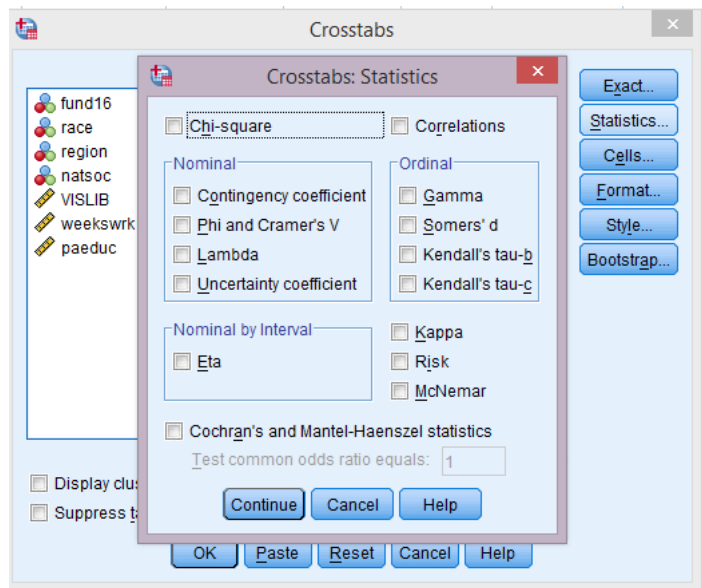 Crosstabs
fund16
race
region
natsoc
VISLIB
weekswrk
paeduc
Crosstabs: Statistics
Chi-square
Correlations
Nominal
Contingency coefficient
Phi and Cramer's V
Lambda
Uncertainty coefficient
Ordinal
Gamma
Somers' d
Kendall's tau-b
Kendall's tau-c
Nominal by Interval
Eta
Kappa
Risk
McNemar
Cochran's and Mantel-Haenszel statistics
Test common odds ratio equals: 1
Continue Cancel Help
Exact...
Statistics...
Cells...
Format...
Style...
Bootstrap...
Display clu
Suppress t
OK Paste Reset Cancel Help